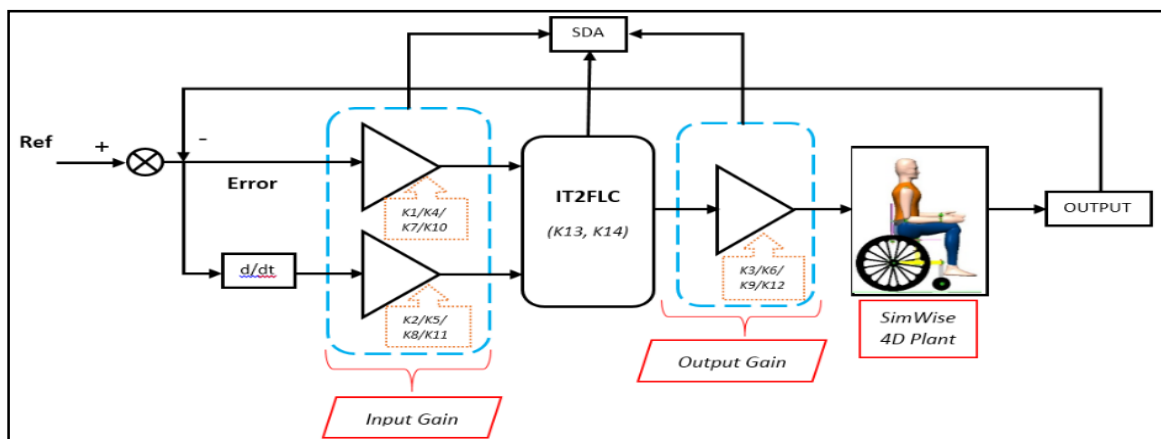 SDA
Ref
+
-
Error
K1/K4/
K7/K10
IT2FLC
(K13, K14)
OUTPUT
d/dt
K2/K5/
K8/K11
K3/K6/
K9/K12
SimWise
4D Plant
Output Gain
Input Gain